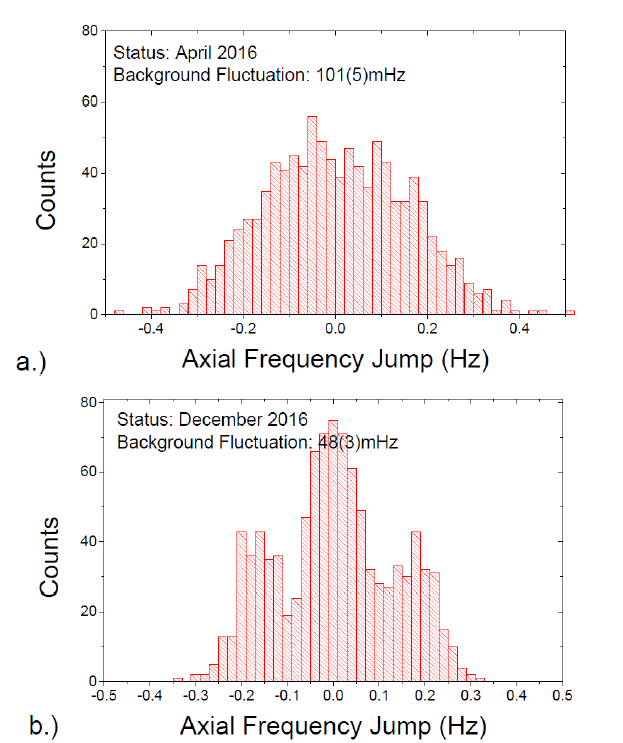 80
Status: April 2016
Background Fluctuation: 101(5)mHz
60
40
20
0
Counts
-0.4 -0.2 0.0 0.2 0.4
a.) Axial Frequency Jump (Hz)
80
Status: December 2016
Background Fluctuation: 48(3)mHz
60
40
20
0
Counts
-0.5 -0.4 -0.3 -0.2 -0.1 0.0 0.1 0.2 0.3 0.4 0.5
b.) Axial Frequency Jump (Hz)